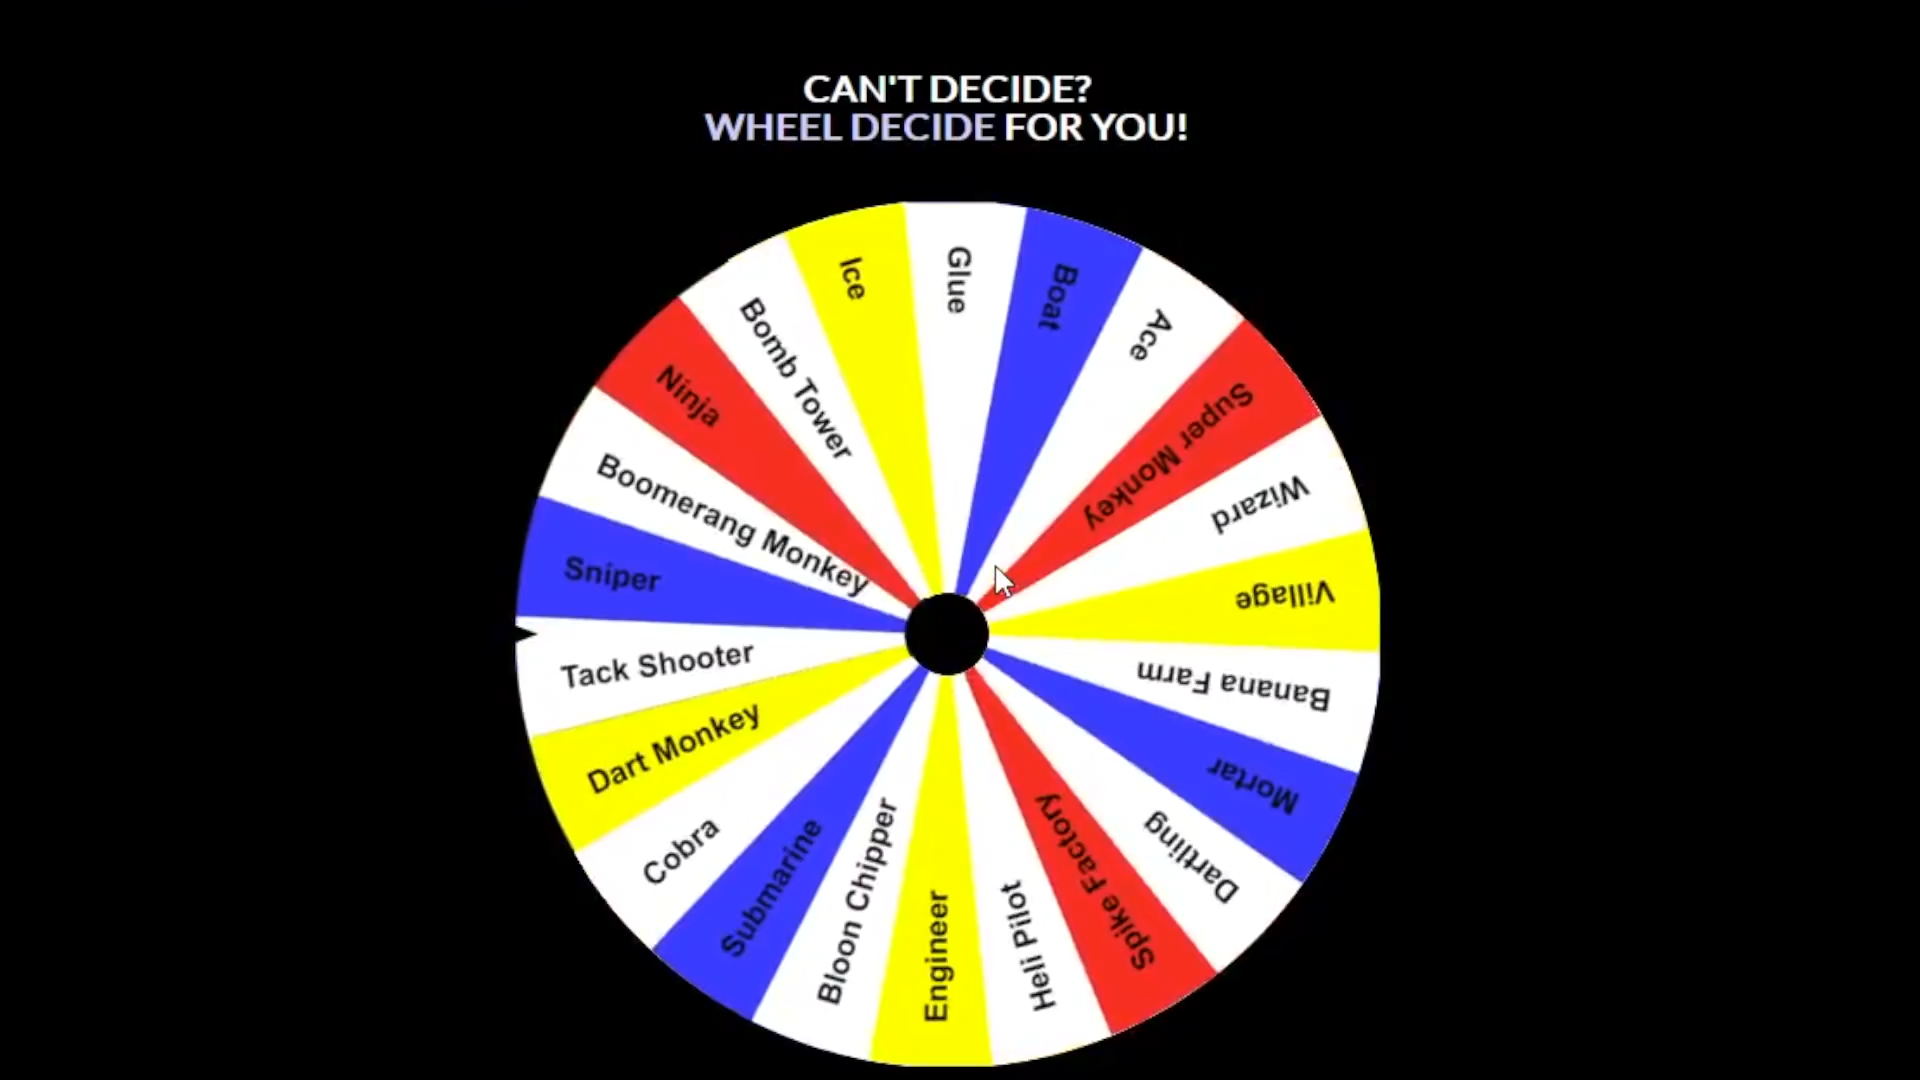 CAN'T DECIDE?
WHEEL DECIDE FOR YOU!
Glue
Boat
Ace
Super Monkey
Wizard
Village
Banana Farm
Mortar
Dartling
Spike Factory
Heli Pilot
Engineer
Bloon Chipper
Submarine
Cobra
Dart Monkey
Tack Shooter
Sniper
Boomerang Monkey
Ninja
Bomb Tower
Ice